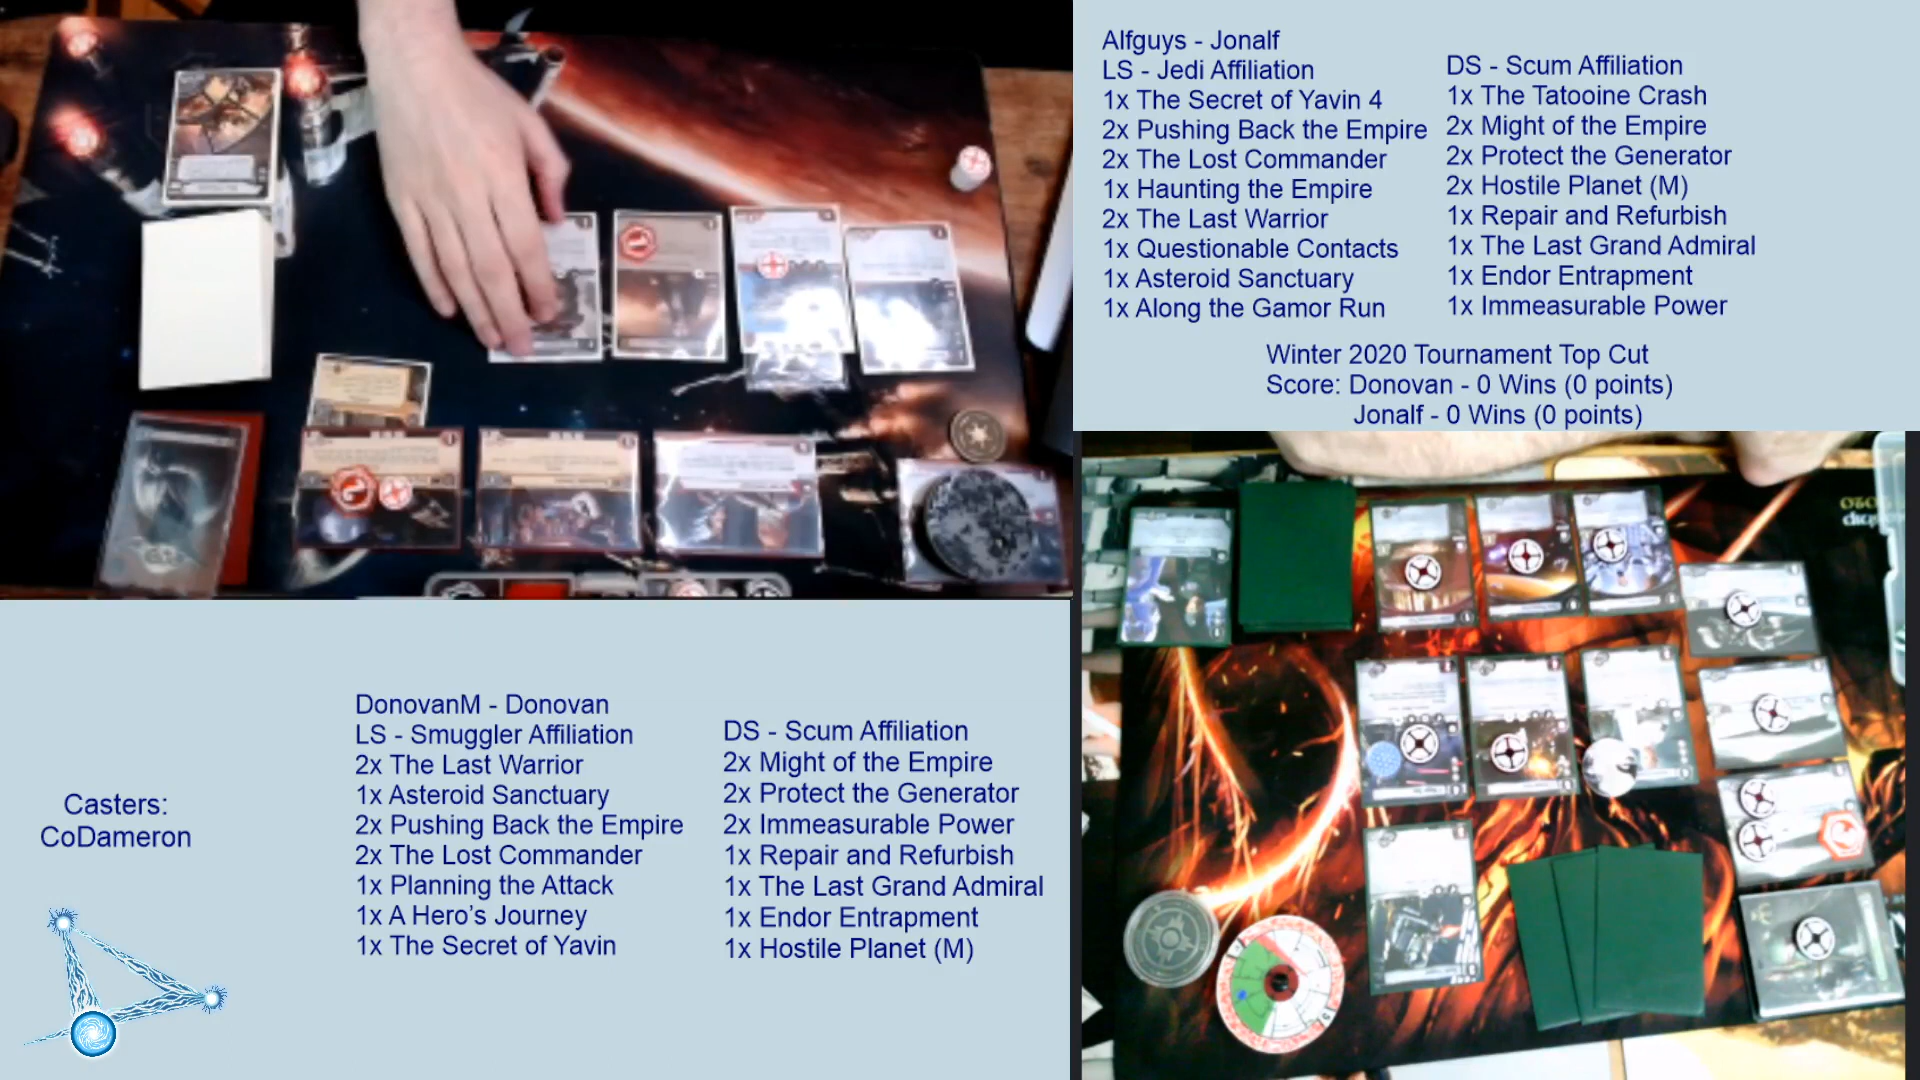 Alfguys - Jonalf
LS - Jedi Affiliation
1x The Secret of Yavin 4
2x Pushing Back the Empire
2x The Lost Commander
1x Haunting the Empire
2x The Last Warrior
1x Questionable Contacts
1x Asteroid Sanctuary
1x Along the Gamor Run
DS - Scum Affiliation
1x The Tatooine Crash
2x Might of the Empire
2x Protect the Generator
2x Hostile Planet (M)
1x Repair and Refurbish
1x The Last Grand Admiral
1x Endor Entrapment
1x Immeasurable Power
Winter 2020 Tournament Top Cut
Score: Donovan - 0 Wins (0 points)
Jonalf - 0 Wins (0 points)
Casters:
CoDameron
DonovanM - Donovan
LS - Smuggler Affiliation
2x The Last Warrior
1x Asteroid Sanctuary
2x Pushing Back the Empire
2x The Lost Commander
1x Planning the Attack
1x A Hero’s Journey
1x The Secret of Yavin
DS - Scum Affiliation
2x Might of the Empire
2x Protect the Generator
2x Immeasurable Power
1x Repair and Refurbish
1x The Last Grand Admiral
1x Endor Entrapment
1x Hostile Planet (M)